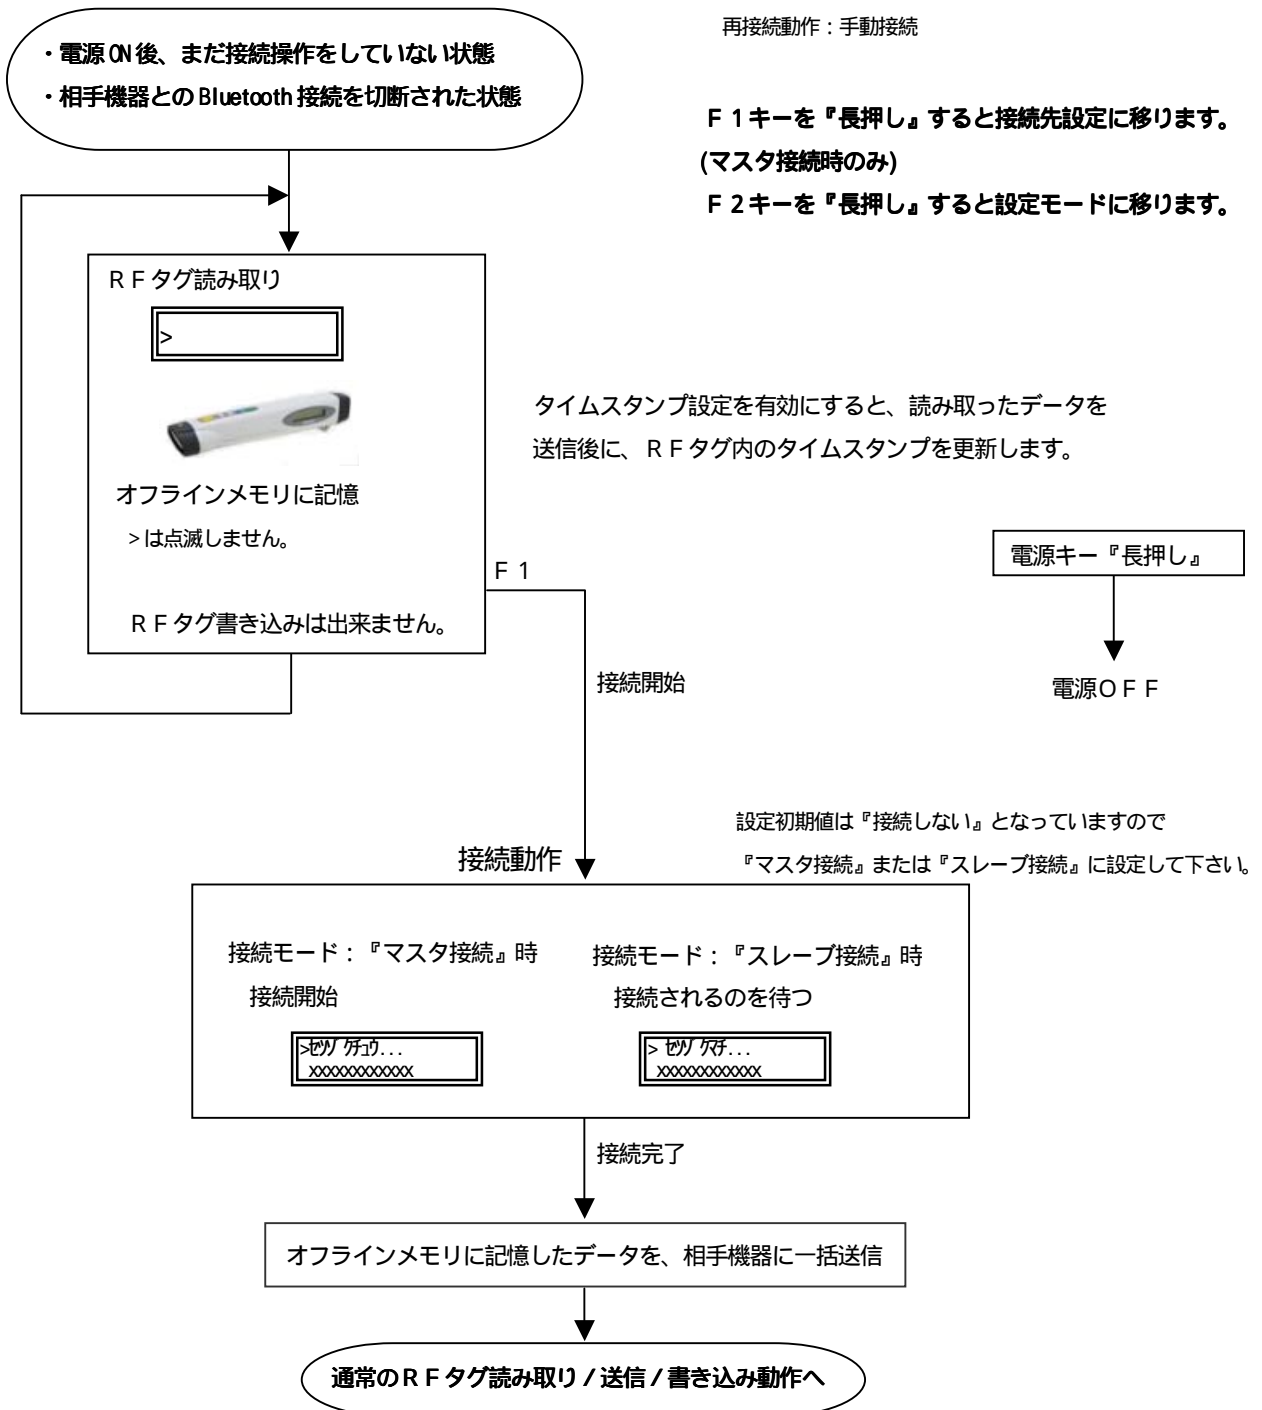 ・電源ON後、まだ接続操作をしていない状態
・相手機器とのBluetooth接続を切断された状態
再接続動作：手動接続
Ｆ１キーを『長押し』すると接続先設定に移ります。
(マスタ接続時のみ)
Ｆ２キーを『長押し』すると設定モードに移ります。
ＲＦタグ読み取り
>
タイムスタンプ設定を有効にすると、読み取ったデータを
送信後に、ＲＦタグ内のタイムスタンプを更新します。
オフラインメモリに記憶
>は点滅しません。
ＲＦタグ書き込みは出来ません。
Ｆ１
電源キー『長押し』
接続開始
電源ＯＦＦ
設定初期値は『接続しない』となっていますので
『マスタ接続』または『スレーブ接続』に設定して下さい。
接続動作
接続モード：『マスタ接続』時
接続開始
>ｾﾂｿﾞｸﾁｭｳ...
xxxxxxxxxxxx
接続モード：『スレーブ接続』時
接続されるのを待つ
> ｾﾂｿﾞｸﾏﾁ...
xxxxxxxxxxxx
接続完了
オフラインメモリに記憶したデータを、相手機器に一括送信
通常のＲＦタグ読み取り／送信／書き込み動作へ